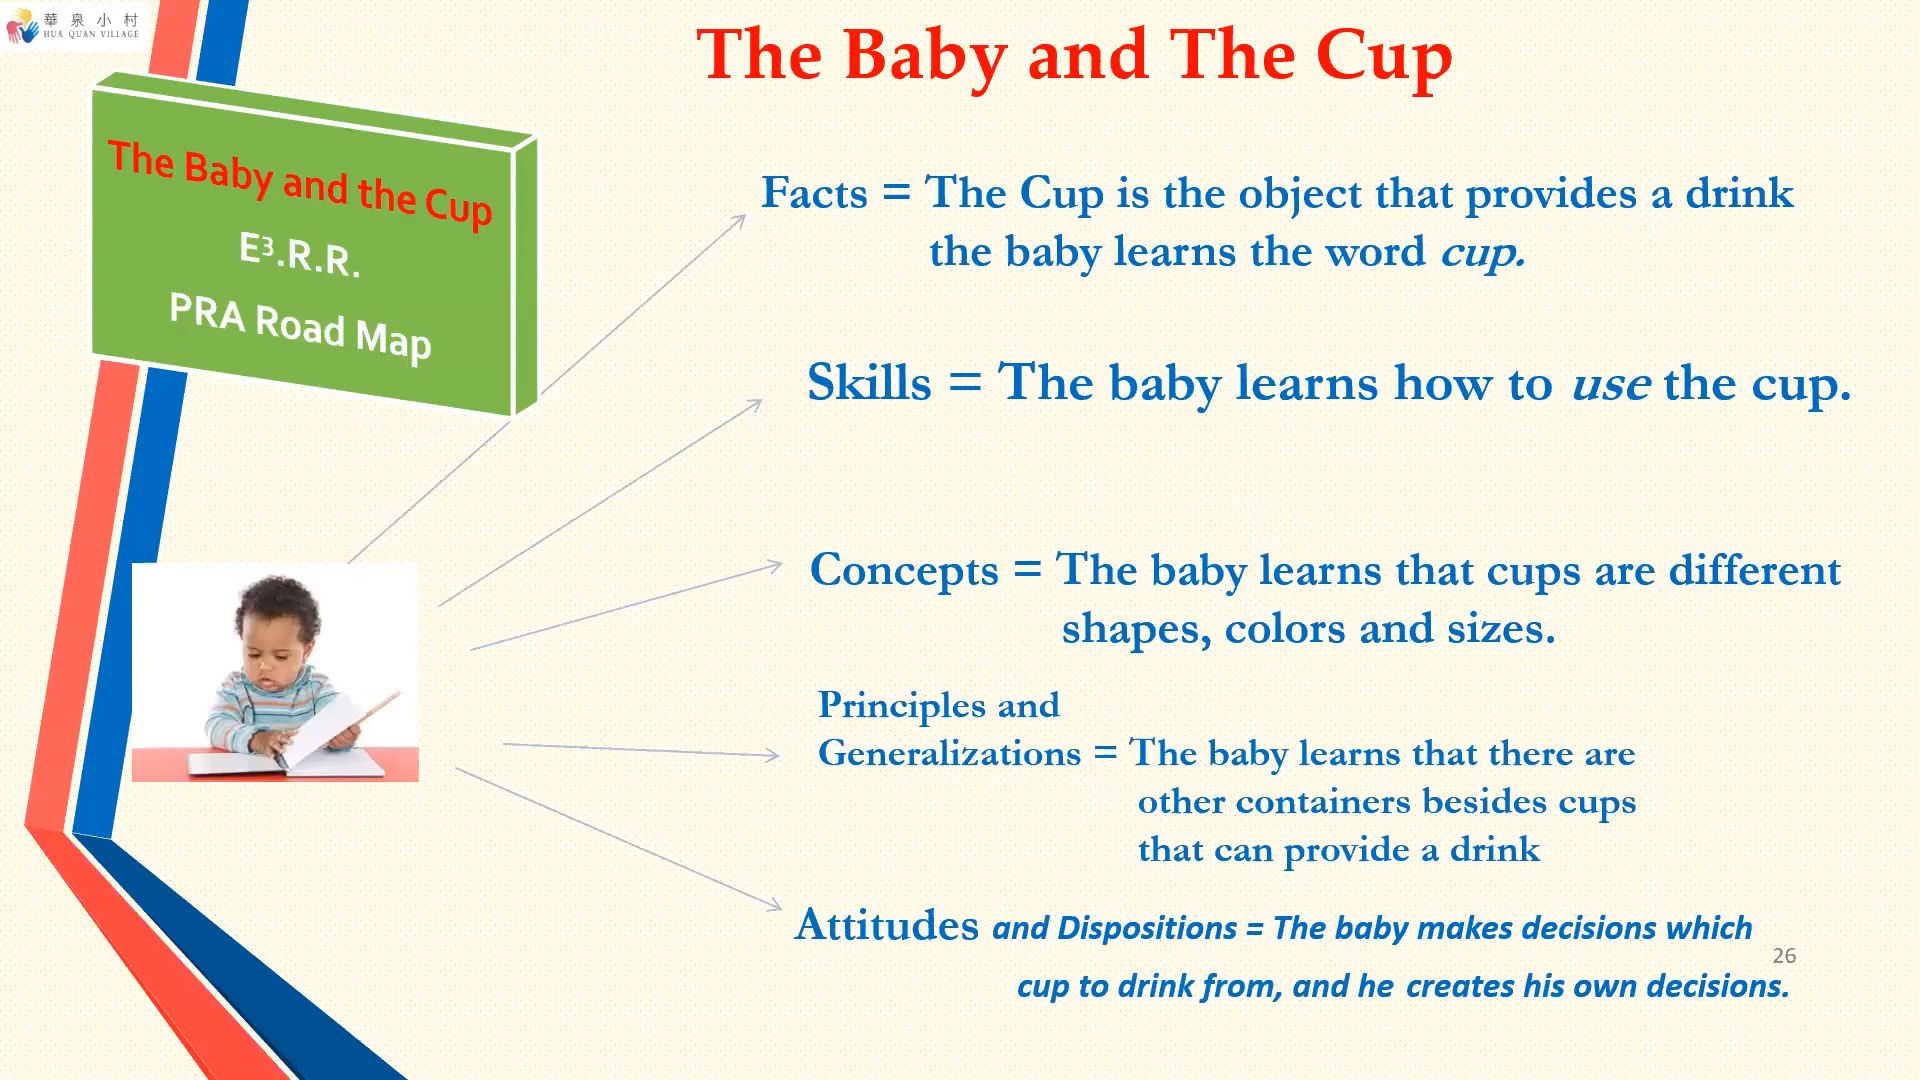 華泉小村
HUA QUAN VILLAGE
The Baby and The Cup
The Baby and the Cup
E³.R.R.
PRA Road Map
Facts = The Cup is the object that provides a drink
the baby learns the word cup.
Skills = The baby learns how to use the cup.
Concepts = The baby learns that cups are different
shapes, colors and sizes.
Principles and
Generalizations = The baby learns that there are
other containers besides cups
that can provide a drink
Attitudes and Dispositions = The baby makes decisions which
cup to drink from, and he creates his own decisions.
26